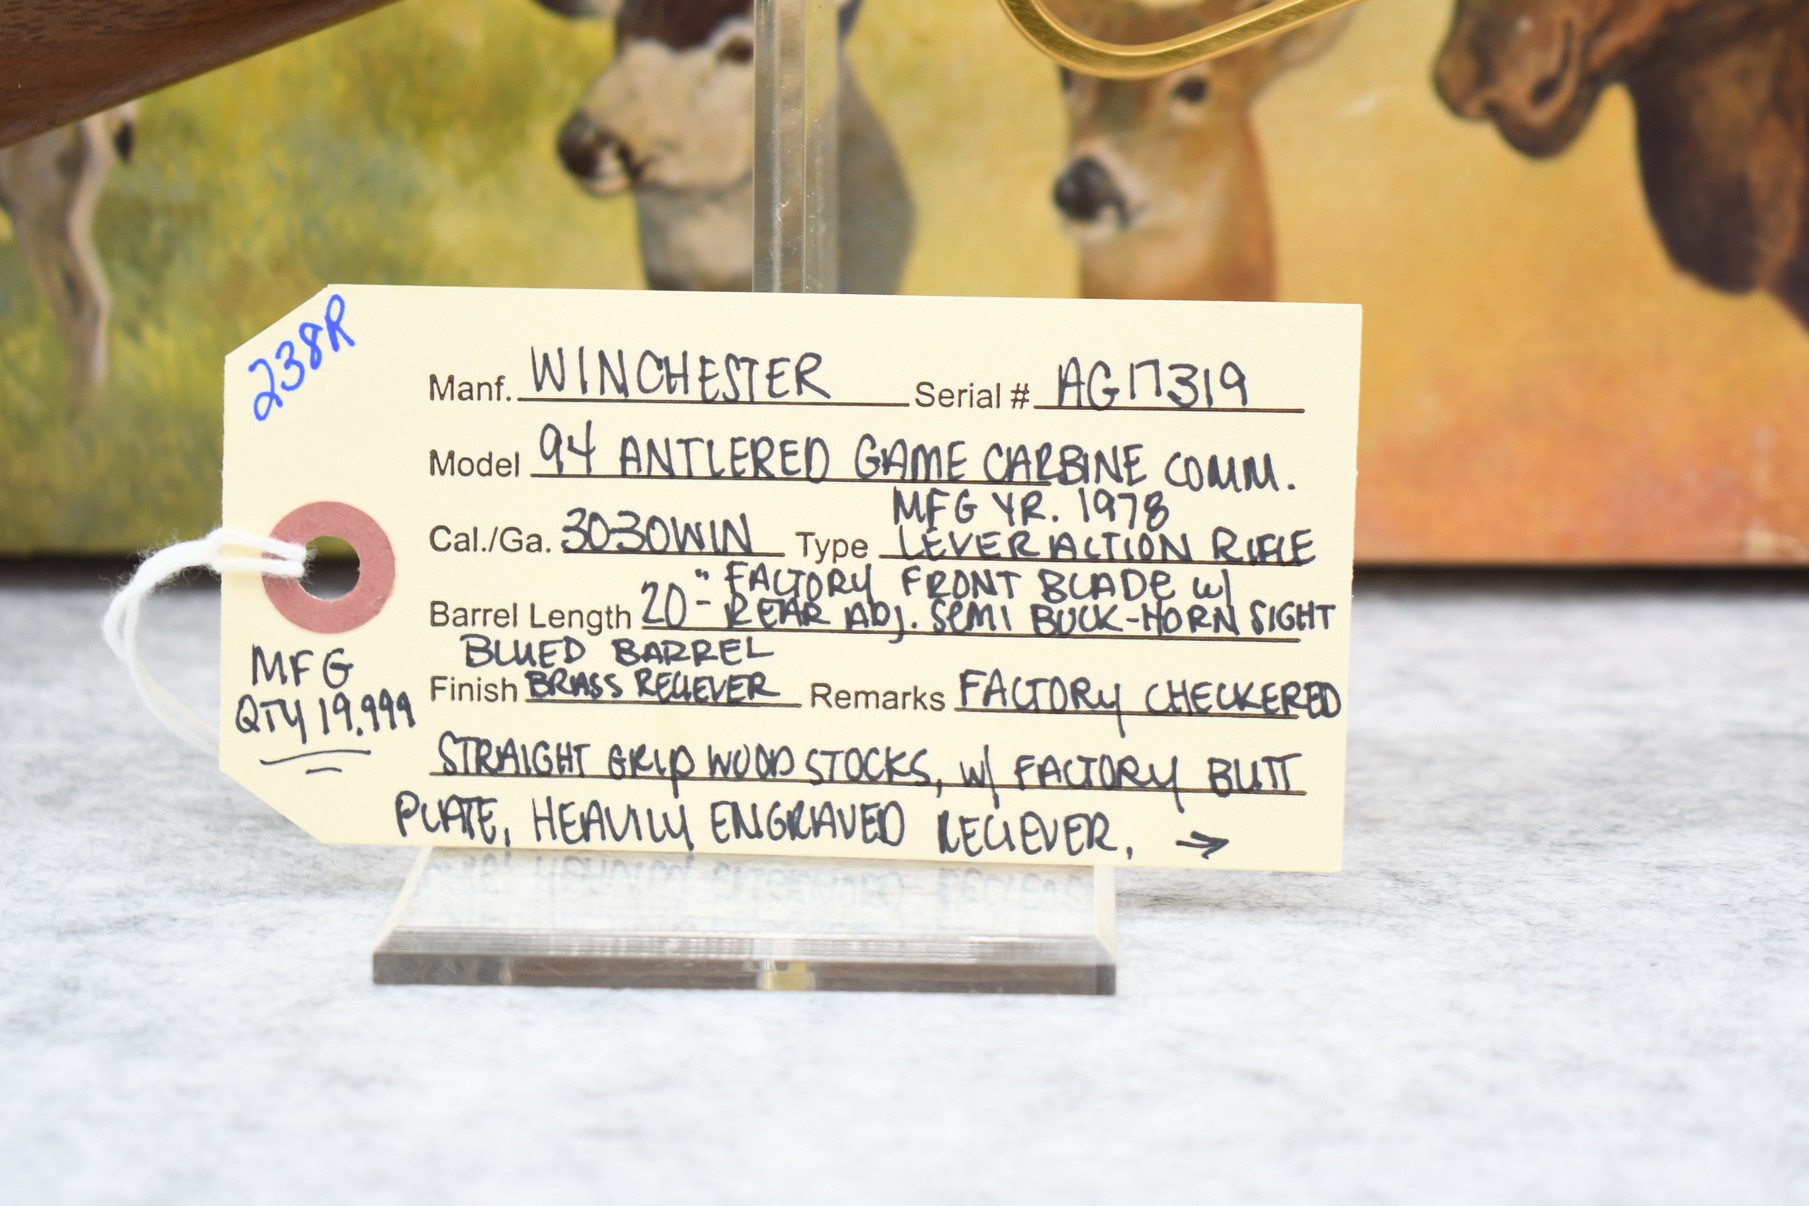 238R
Manf. WINCHESTER Serial # AG17319
Model 94 ANTLERED GAME CARBINE COMM.
MFG YR. 1978
Cal./Ga. 30-30WIN Type LEVER ACTION RIFLE
FACTORY FRONT BLADE w/
Barrel Length 20"- REAR ADJ. SEMI BUCK-HORN SIGHT
BLUED BARREL
Finish BRASS RECIEVER Remarks FACTORY CHECKERED
STRAIGHT GRIP WOOD STOCKS, w/ FACTORY BUTT
PLATE, HEAVILY ENGRAVED RECIEVER, →
MFG
QTY 19,999